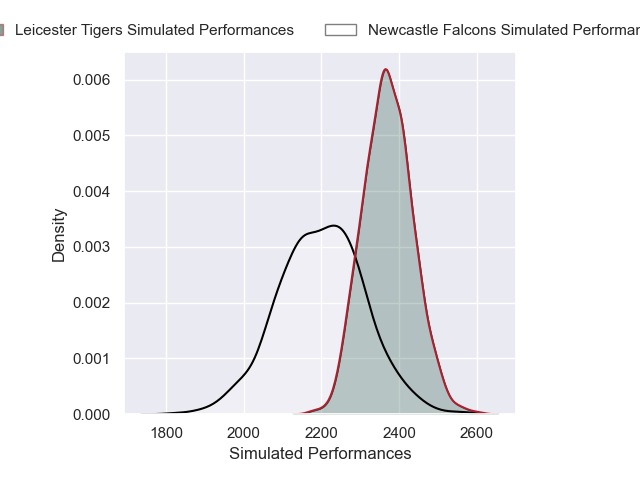 Leicester Tigers Simulated Performances Newcastle Falcons Simulated
0.006
0.005
0.004
0.003
0.002
0.001
0.000
Density
1800 2000 2200 2400 2600
Simulated Performances